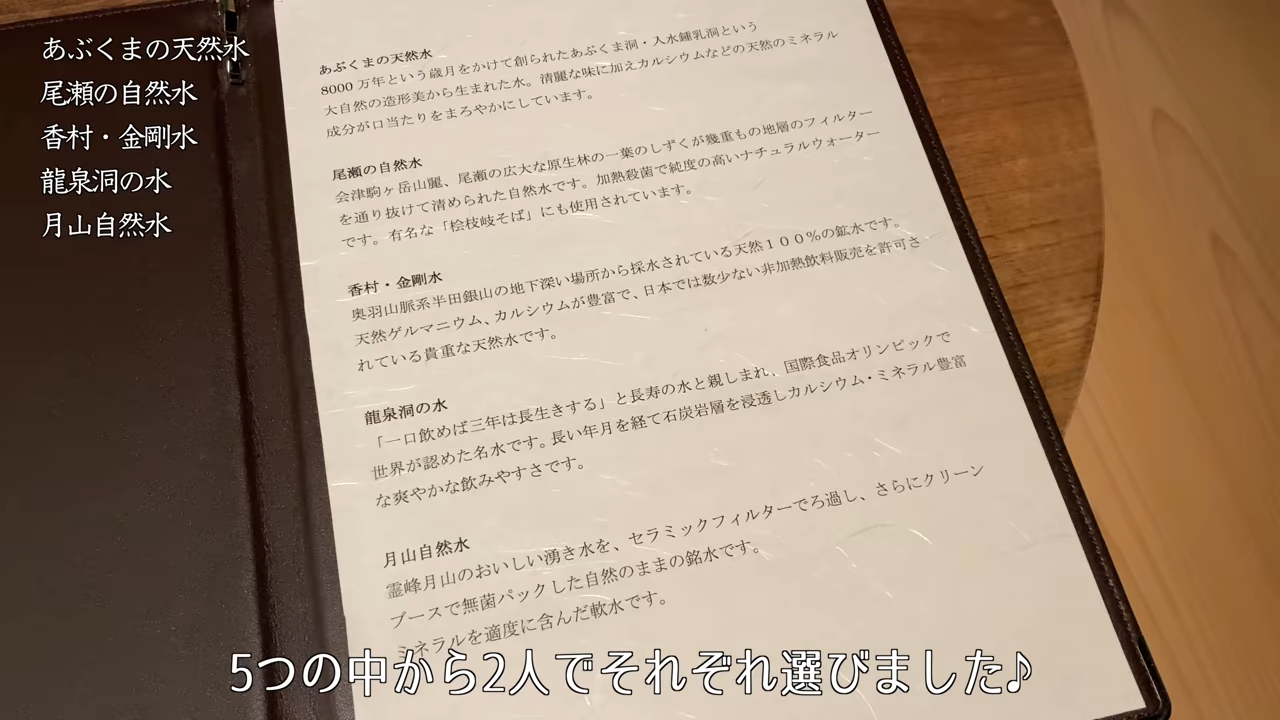 あぶくまの天然水
尾瀬の自然水
香村・金剛水
龍泉洞の水
月山自然水
あぶくまの天然水
8000万年という歳月をかけて創られたあぶくま洞・入水鍾乳洞という
大自然の造形美から生まれた水。清麗な味に加えカルシウムなどの天然のミネラル
成分が口当たりをまろやかにしています。
尾瀬の自然水
会津駒ヶ岳山麗、尾瀬の広大な原生林の一葉のしずくが幾重もの地層のフィルター
を通り抜けて清められた自然水です。加熱殺菌で純度の高いナチュラルウォーター
です。有名な「桧枝岐そば」にも使用されています。
香村・金剛水
奥羽山脈系半田銀山の地下深い場所から採水されている天然１００％の鉱水です。
天然ゲルマニウム、カルシウムが豊富で、日本では数少ない非加熱飲料販売を許可さ
れている貴重な天然水です。
龍泉洞の水
「一口飲めば三年は長生きする」と長寿の水と親しまれ、国際食品オリンピックで
世界が認めた名水です。長い年月を経て石炭岩層を浸透しカルシウム・ミネラル豊富
な爽やかな飲みやすさです。
月山自然水
霊峰月山のおいしい湧き水を、セラミックフィルターでろ過し、さらにクリーン
ブースで無菌パックした自然のままの銘水です。
ミネラルを適度に含んだ軟水です。
5つの中から2人でそれぞれ選びました♪